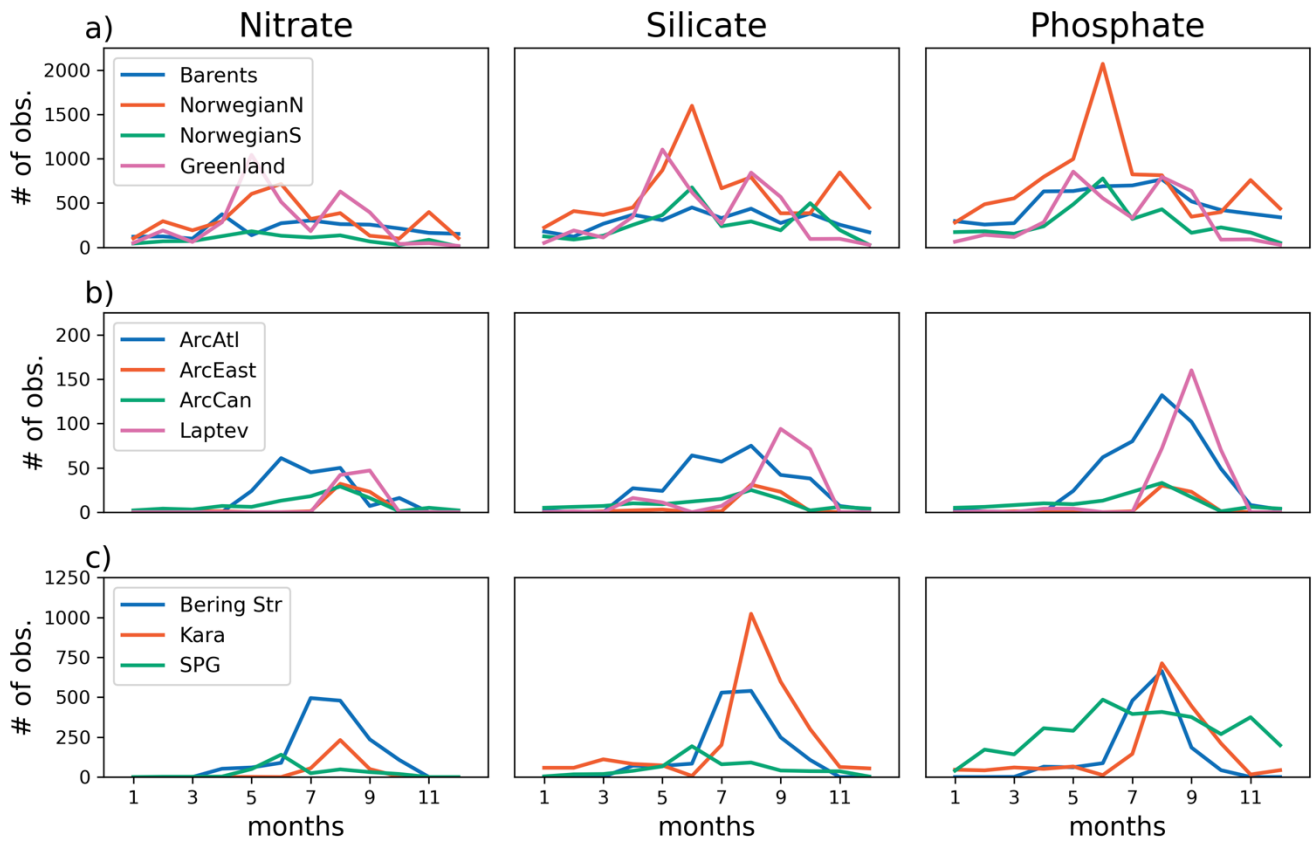 a)
Nitrate
Silicate
Phosphate
# of obs.
2000
1500
1000
500
0
Barents
NorwegianN
NorwegianS
Greenland
b)
# of obs.
200
150
100
50
0
ArcAtl
ArcEast
ArcCan
Laptev
c)
# of obs.
1250
1000
750
500
250
0
Bering Str
Kara
SPG
1 3 5 7 9 11
months
1 3 5 7 9 11
months
1 3 5 7 9 11
months